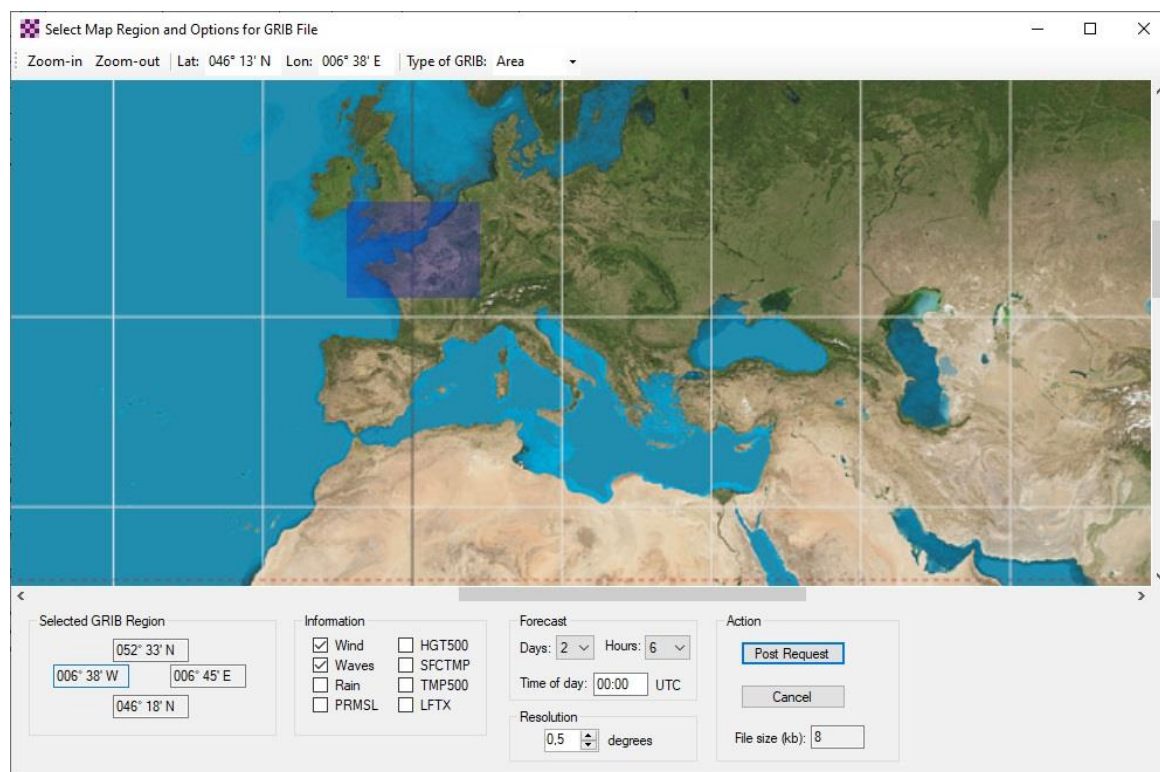 Select Map Region and Options for GRIB File
Zoom-in Zoom-out Lat: 046° 13' N Lon: 006° 38' E Type of GRIB: Area
Selected GRIB Region
052° 33' N
006° 38' W 006° 45' E
046° 18' N
Information
Wind HGT500
Waves SFCTMP
Rain TMP500
PRMSL LFTX
Forecast
Days: 2 Hours: 6
Time of day: 00:00 UTC
Resolution
0,5 degrees
Action
Post Request
Cancel
File size (kb): 8